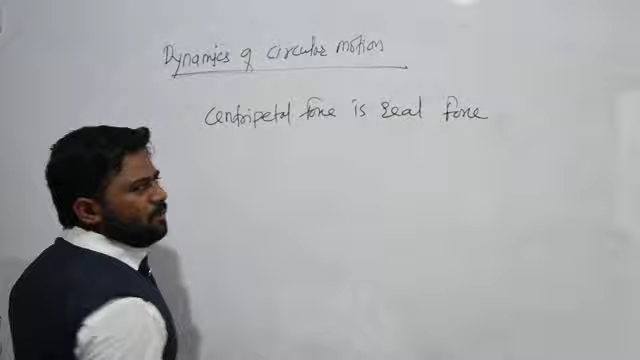 Dynamics of circular motion
Centripetal force is real force